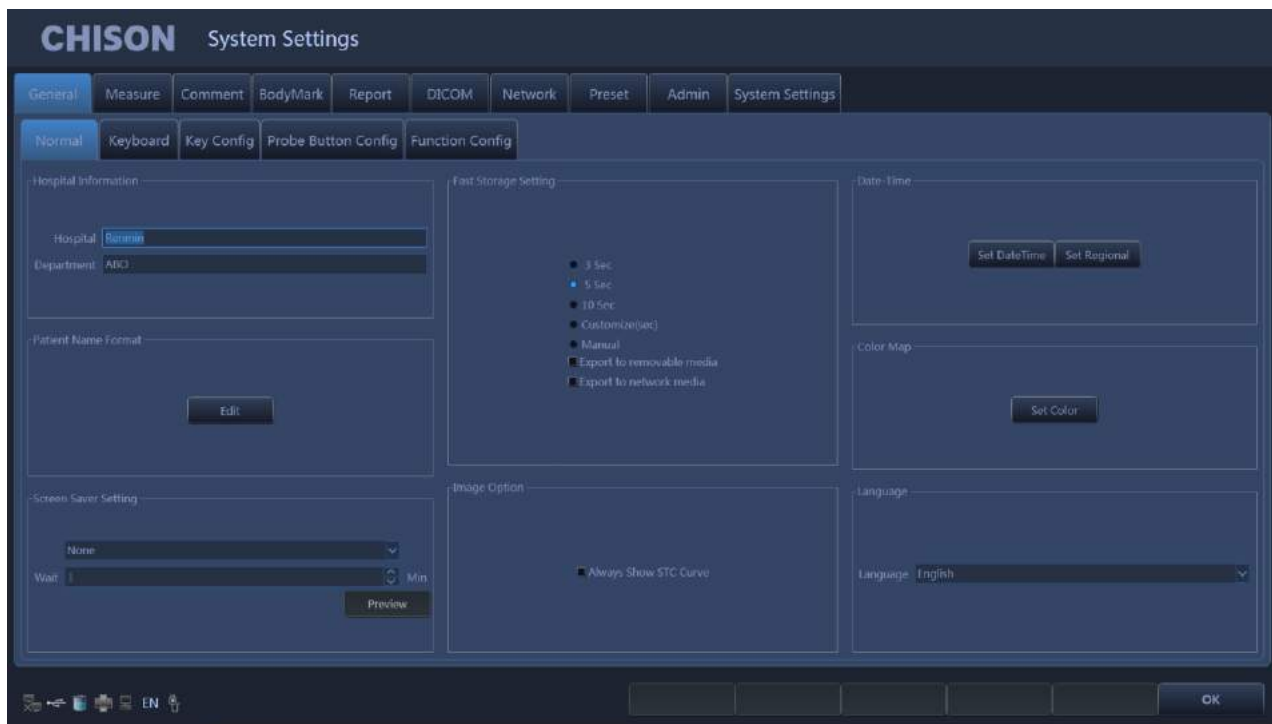 CHISON System Settings
General Measure Comment BodyMark Report DICOM Network Preset Admin System Settings
Normal Keyboard Key Config Probe Button Config Function Config
Hospital Information
Hospital Renmin
Department
Patient Name Format
Edit
Screen Saver Setting
None
Wait 1 Min
Preview
Fast Storage Setting
3 Sec
5 Sec
10 Sec
Customize(sec)
Manual
Export to removable media
Export to network media
Image Option
Always Show STC Curve
Date-Time
Set DateTime Set Regional
Color Map
Set Color
Language
Language English
EN
OK